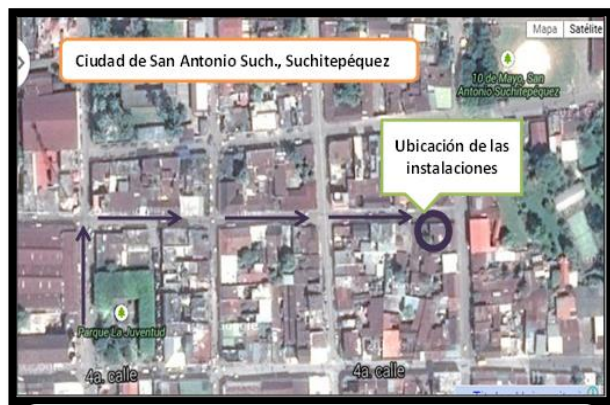 Mapa Satélite
Ciudad de San Antonio Such., Suchitepéquez
10 de Mayo, San
Antonio Suchitepéquez
Ubicación de las
instalaciones
Parque La Juventud
4a. calle
4a. calle